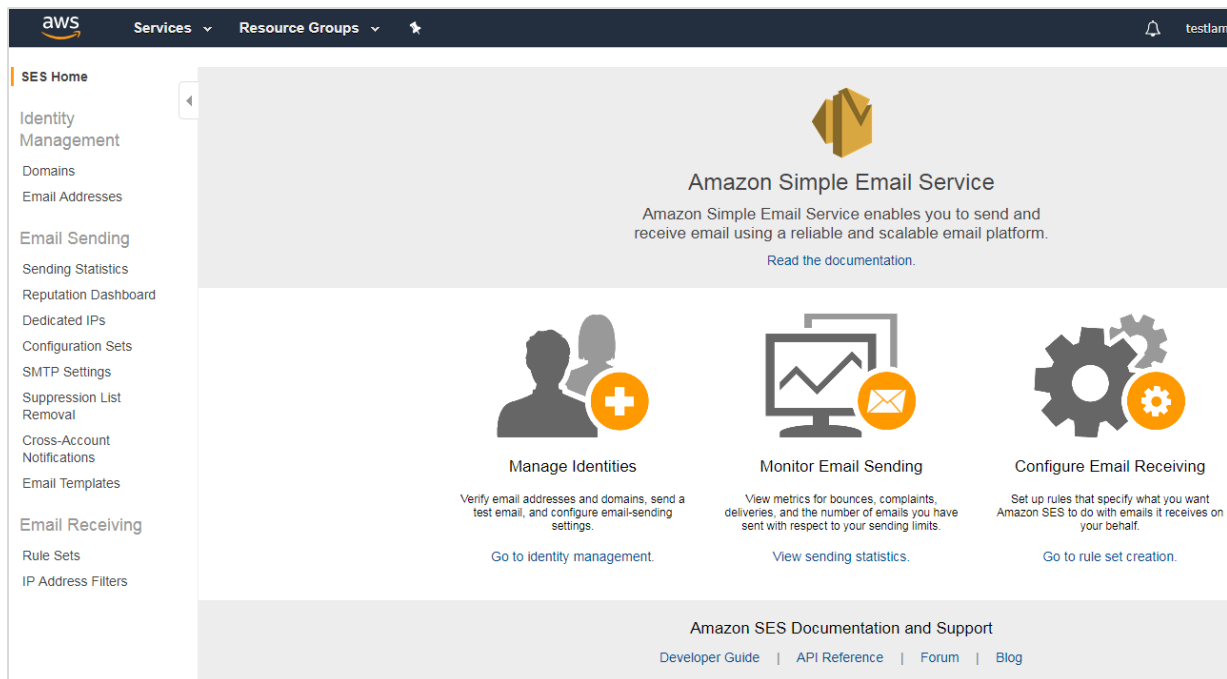 aws
Services
Resource Groups
testlam
SES Home
Identity
Management
Domains
Email Addresses
Email Sending
Sending Statistics
Reputation Dashboard
Dedicated IPs
Configuration Sets
SMTP Settings
Suppression List
Removal
Cross-Account
Notifications
Email Templates
Email Receiving
Rule Sets
IP Address Filters
Amazon Simple Email Service
Amazon Simple Email Service enables you to send and
receive email using a reliable and scalable email platform.
Read the documentation.
Manage Identities
Verify email addresses and domains, send a
test email, and configure email-sending
settings.
Go to identity management.
Monitor Email Sending
View metrics for bounces, complaints,
deliveries, and the number of emails you have
sent with respect to your sending limits.
View sending statistics.
Configure Email Receiving
Set up rules that specify what you want
Amazon SES to do with emails it receives on
your behalf.
Go to rule set creation.
Amazon SES Documentation and Support
Developer Guide | API Reference | Forum | Blog